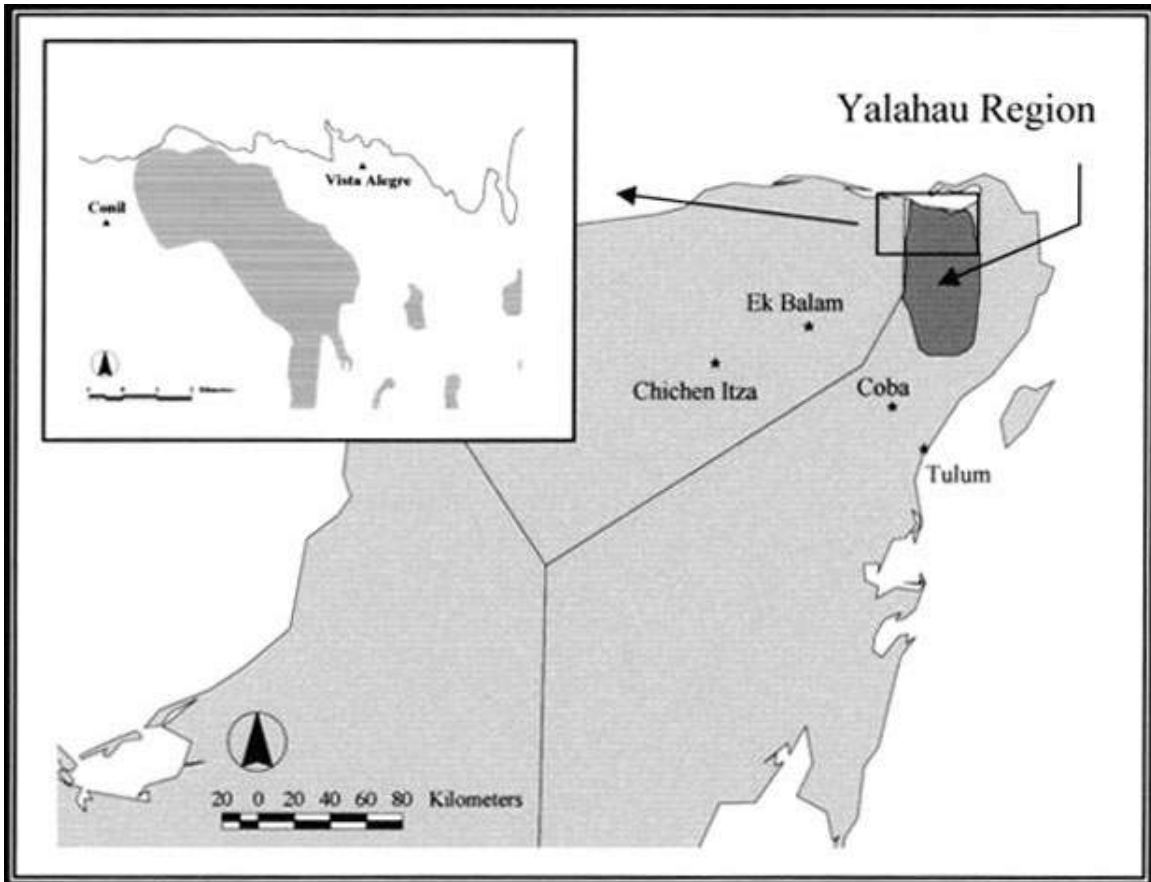 Yalahau Region
Vista Alegre
Conil
Ek Balam
Chichen Itza
Coba
Tulum
20 0 20 40 60 80 Kilometers